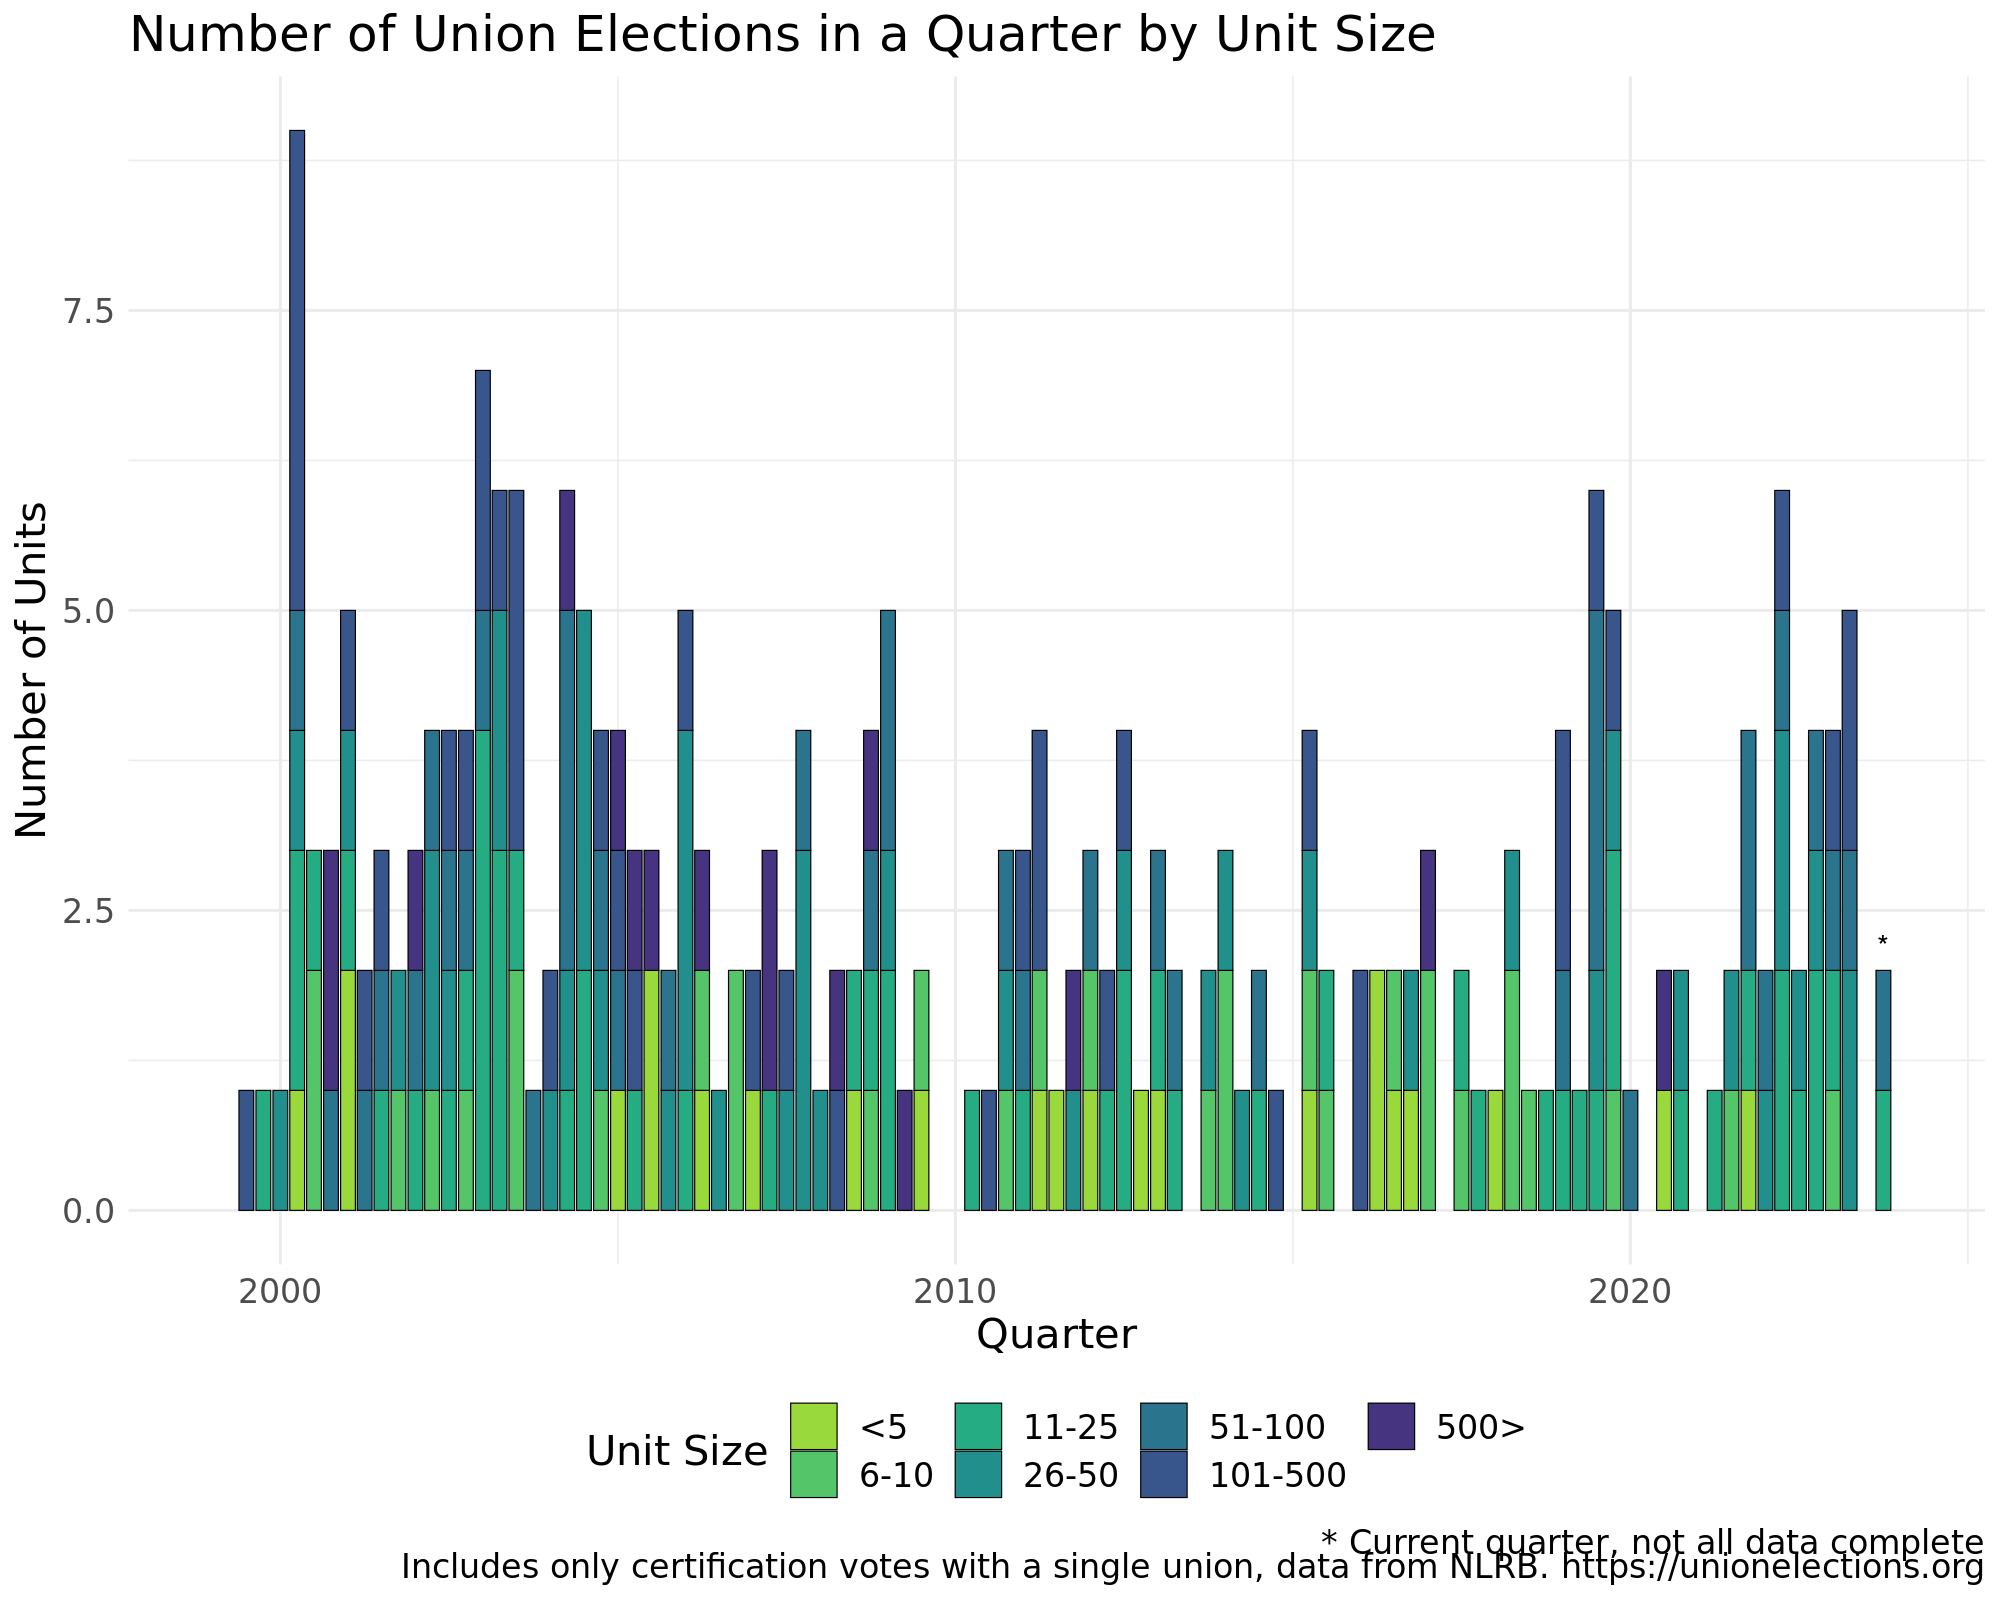 Number of Union Elections in a Quarter by Unit Size
Number of Units
7.5
5.0
2.5
0.0
*
2000 2010 2020
Quarter
Unit Size
<5 11-25 51-100 500>
6-10 26-50 101-500
* Current quarter, not all data complete
Includes only certification votes with a single union, data from NLRB. https://unionelections.org